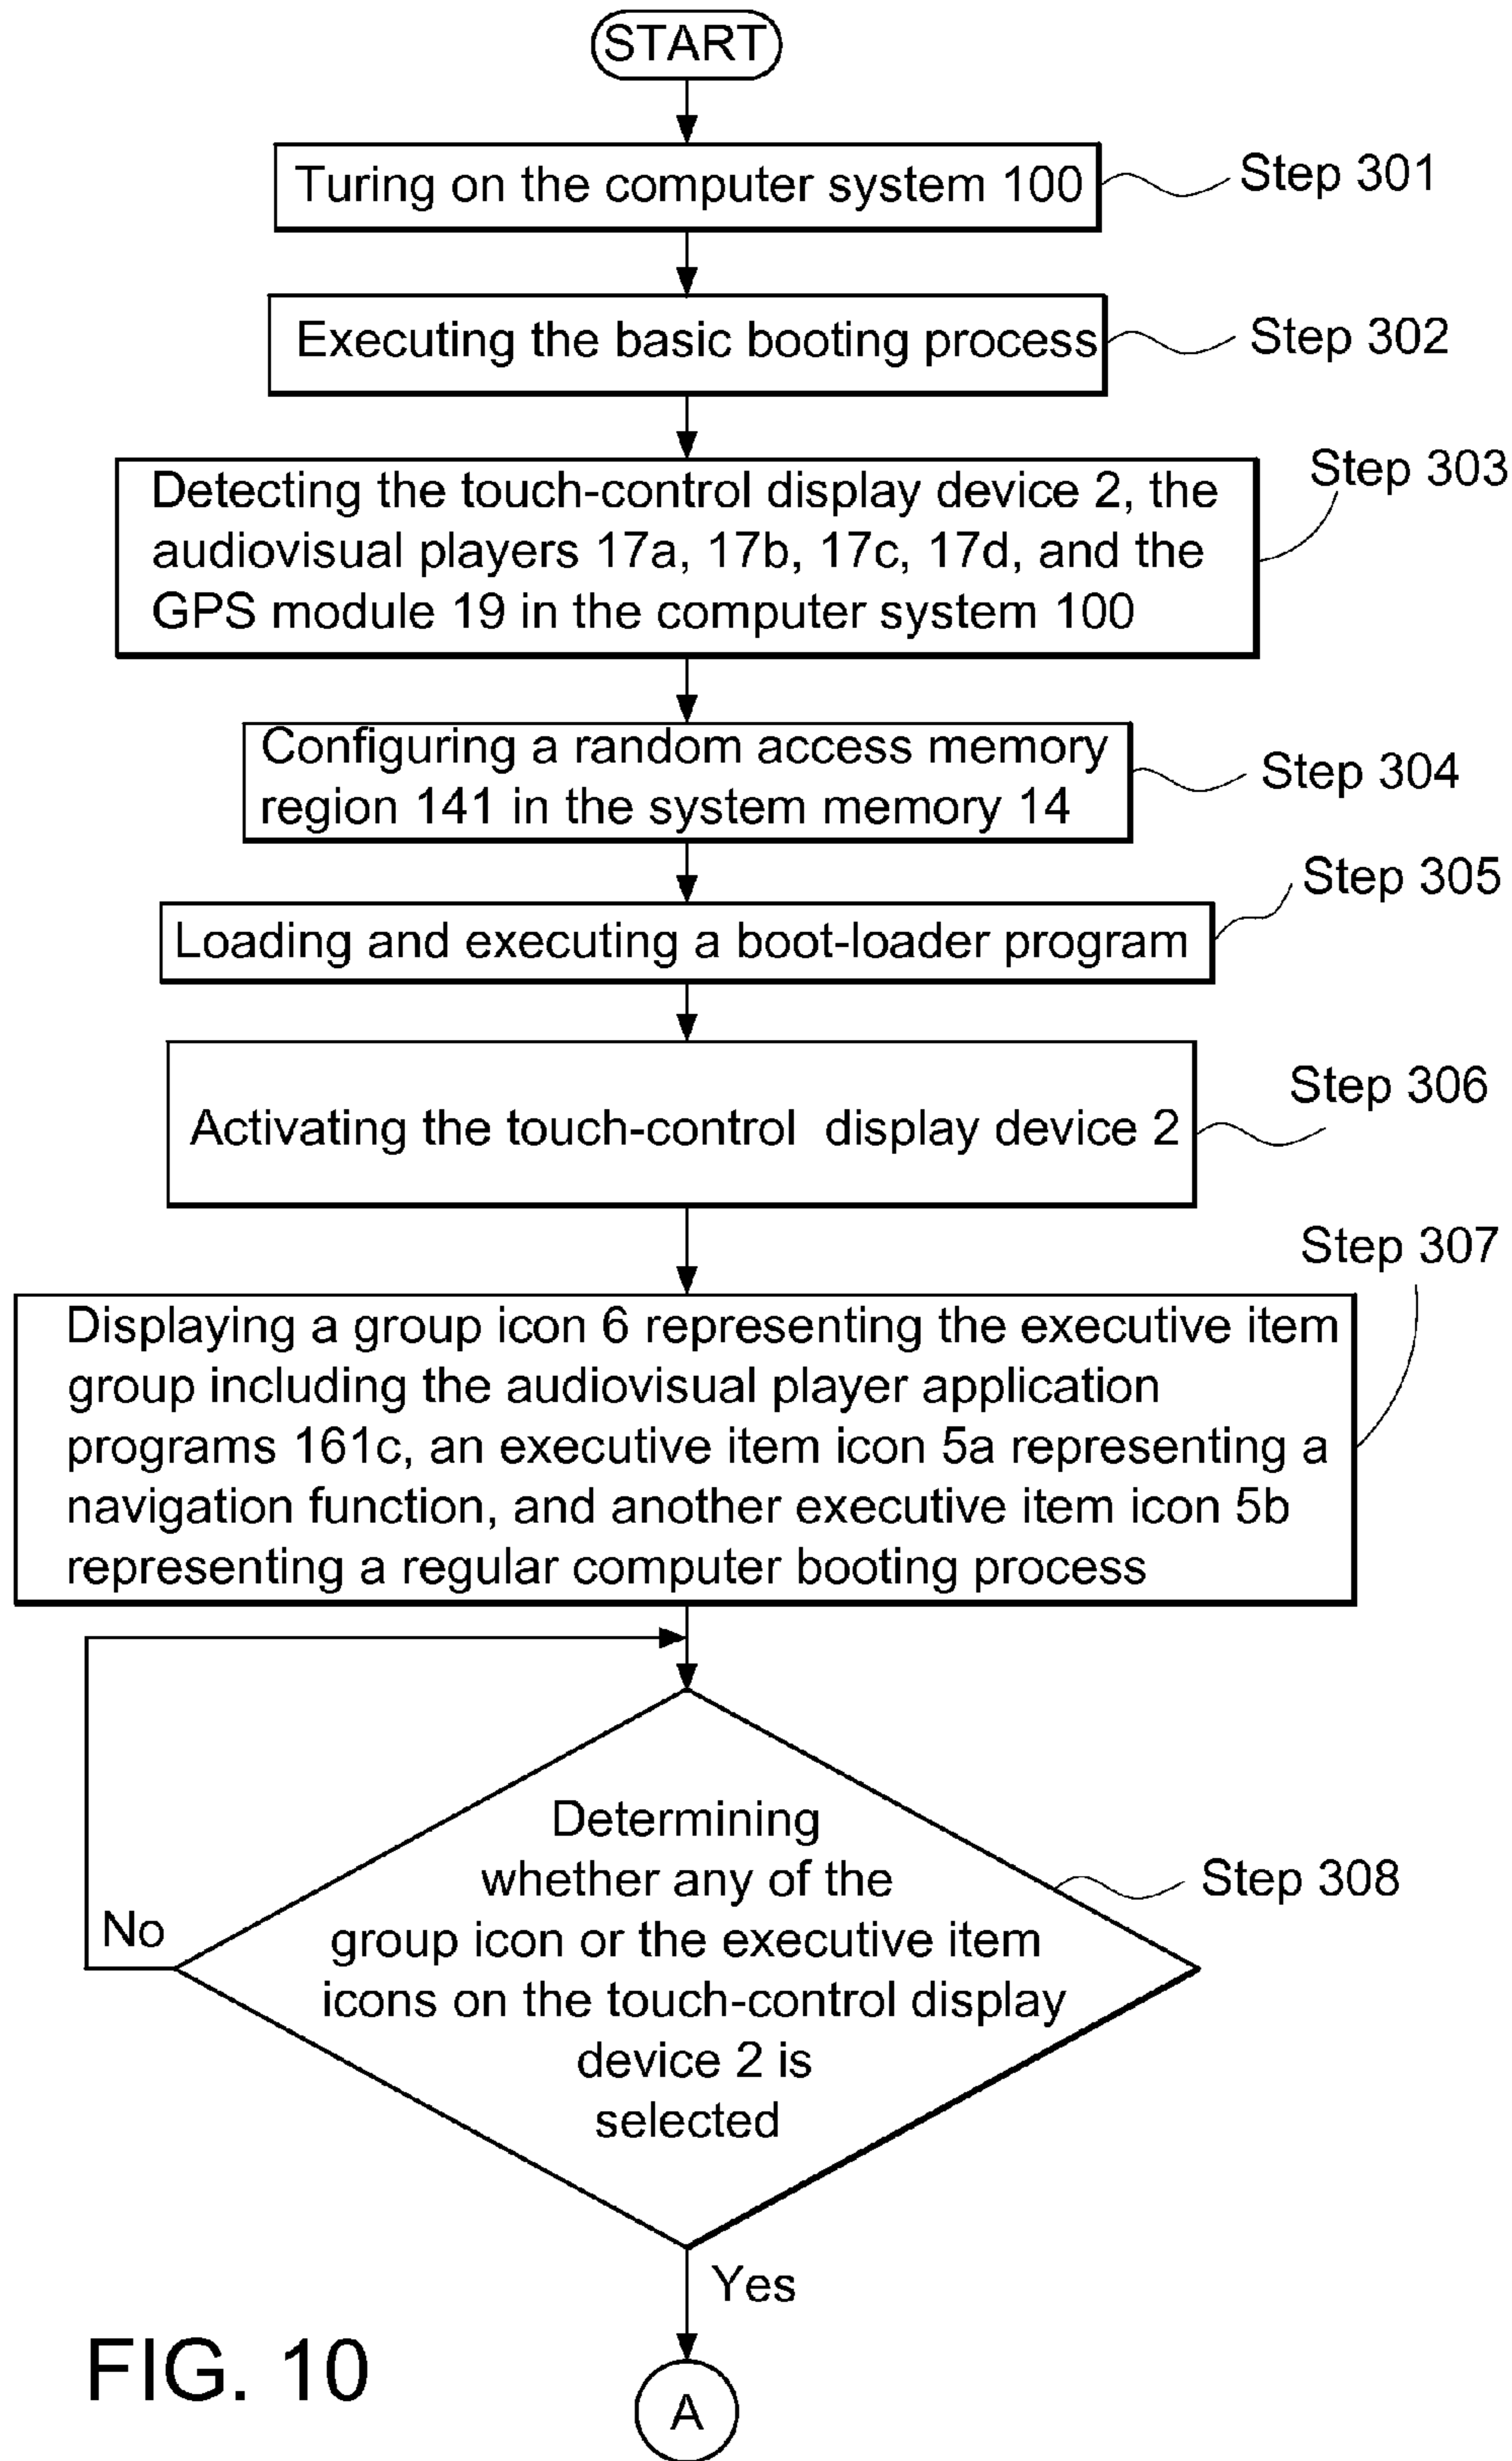 START
Turing on the computer system 100
Step 301
Executing the basic booting process
Step 302
Detecting the touch-control display device 2, the
audiovisual players 17a, 17b, 17c, 17d, and the
GPS module 19 in the computer system 100
Step 303
Configuring a random access memory
region 141 in the system memory 14
Step 304
Loading and executing a boot-loader program
Step 305
Activating the touch-control display device 2
Step 306
Displaying a group icon 6 representing the executive item
group including the audiovisual player application
programs 161c, an executive item icon 5a representing a
navigation function, and another executive item icon 5b
representing a regular computer booting process
Step 307
Determining
whether any of the
group icon or the executive item
icons on the touch-control display
device 2 is
selected
Step 308
No
Yes
A
FIG. 10